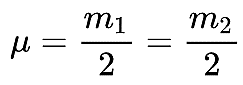 μ = m₁/2 = m₂/2